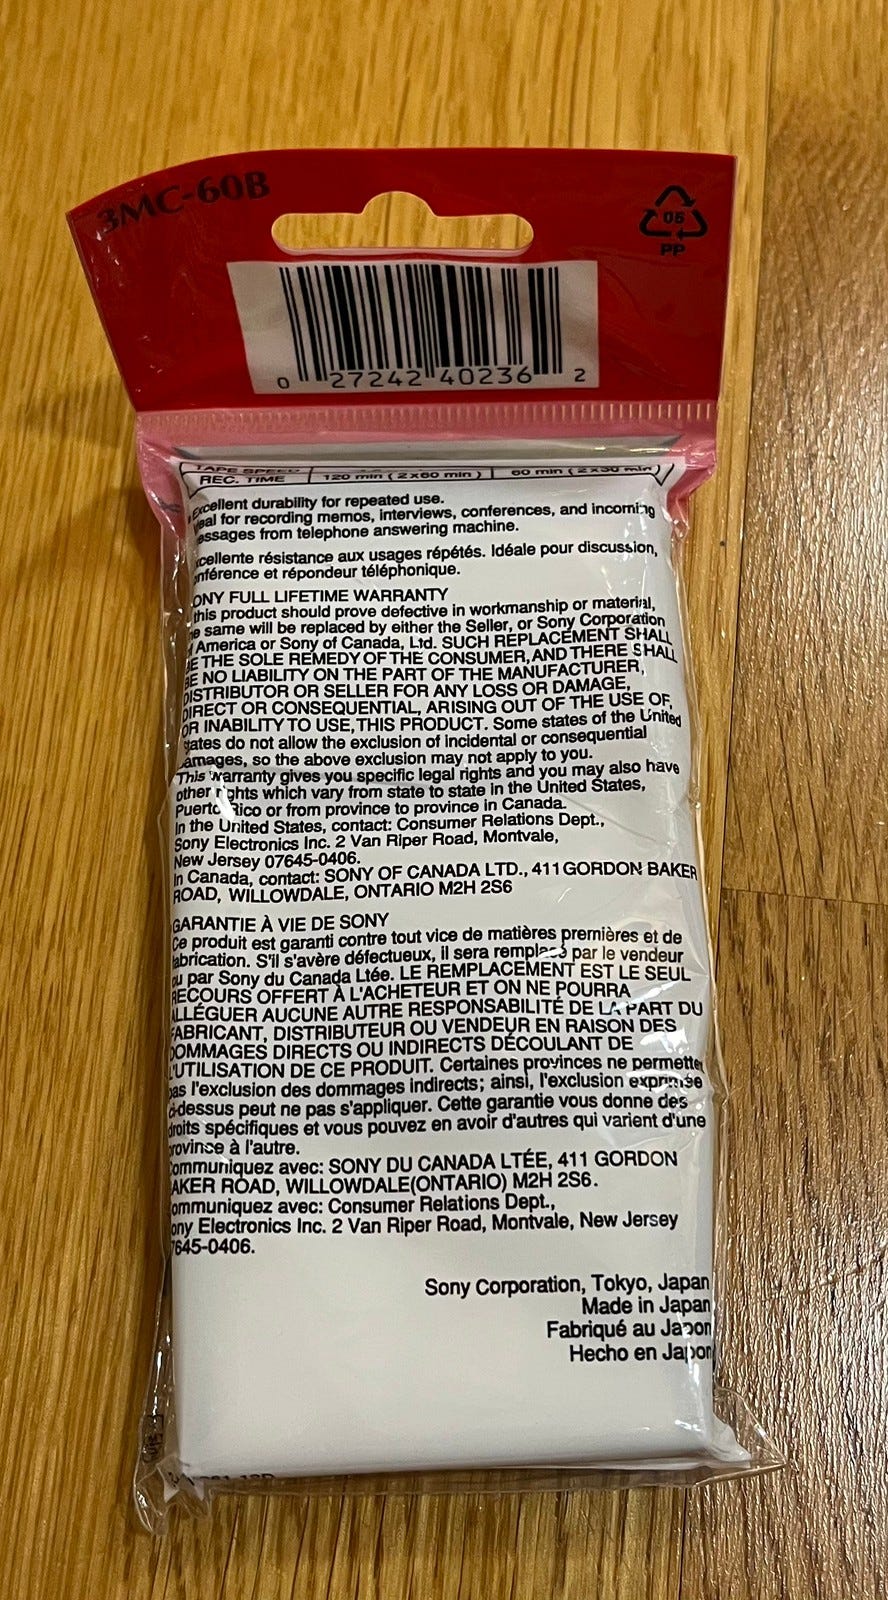 3MC-60B
05
PP
0 27242 40236 2
TAPE SPEED
REC. TIME 120 min (2x60 min) 60 min (2x30 min)
Excellent durability for repeated use.
for recording memos, interviews, conferences, and incoming
from telephone answering machine.
résistance aux usages répétés. Idéale pour discussion,
et répondeur téléphonique.
SONY FULL LIFETIME WARRANTY
this product should prove defective in workmanship or material,
same will be replaced by either the Seller, or Sony Corporation
America or Sony of Canada, Ltd. SUCH REPLACEMENT SHALL
BE THE SOLE REMEDY OF THE CONSUMER, AND THERE SHALL
BE NO LIABILITY ON THE PART OF THE MANUFACTURER,
DISTRIBUTOR OR SELLER FOR ANY LOSS OR DAMAGE,
DIRECT OR CONSEQUENTIAL, ARISING OUT OF THE USE OF,
OR INABILITY TO USE, THIS PRODUCT. Some states of the United
States do not allow the exclusion of incidental or consequential
damages, so the above exclusion may not apply to you.
This warranty gives you specific legal rights and you may also have
other rights which vary from state to state in the United States,
Puerto Rico or from province to province in Canada.
In the United States, contact: Consumer Relations Dept.,
Sony Electronics Inc. 2 Van Riper Road, Montvale,
New Jersey 07645-0406.
In Canada, contact: SONY OF CANADA LTD., 411 GORDON BAKER
ROAD, WILLOWDALE, ONTARIO M2H 2S6
GARANTIE À VIE DE SONY
Ce produit est garanti contre tout vice de matières premières et de
fabrication. S'il s'avère défectueux, il sera remplacé par le vendeur
ou par Sony du Canada Ltée. LE REMPLACEMENT EST LE SEUL
RECOURS OFFERT À L'ACHETEUR ET ON NE POURRA
ALLÉGUER AUCUNE AUTRE RESPONSABILITÉ DE LA PART DU
FABRICANT, DISTRIBUTEUR OU VENDEUR EN RAISON DES
DOMMAGES DIRECTS OU INDIRECTS DÉCOULANT DE
L'UTILISATION DE CE PRODUIT. Certaines provinces ne permettent
pas l'exclusion des dommages indirects; ainsi, l'exclusion exprimée
ci-dessus peut ne pas s'appliquer. Cette garantie vous donne des
droits spécifiques et vous pouvez en avoir d'autres qui varient d'une
province à l'autre.
Communiquez avec: SONY DU CANADA LTÉE, 411 GORDON
BAKER ROAD, WILLOWDALE(ONTARIO) M2H 2S6.
Communiquez avec: Consumer Relations Dept.,
Sony Electronics Inc. 2 Van Riper Road, Montvale, New Jersey
07645-0406.
Sony Corporation, Tokyo, Japan
Made in Japan
Fabriqué au Japon
Hecho en Japon